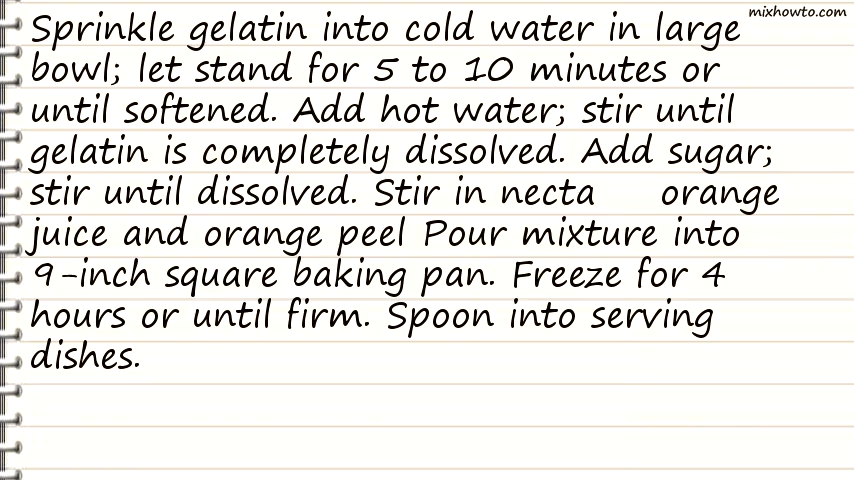 mixhowto.com
Sprinkle gelatin into cold water in large
bowl; let stand for 5 to 10 minutes or
until softened. Add hot water; stir until
gelatin is completely dissolved. Add sugar;
stir until dissolved. Stir in necta orange
juice and orange peel Pour mixture into
9-inch square baking pan. Freeze for 4
hours or until firm. Spoon into serving
dishes.